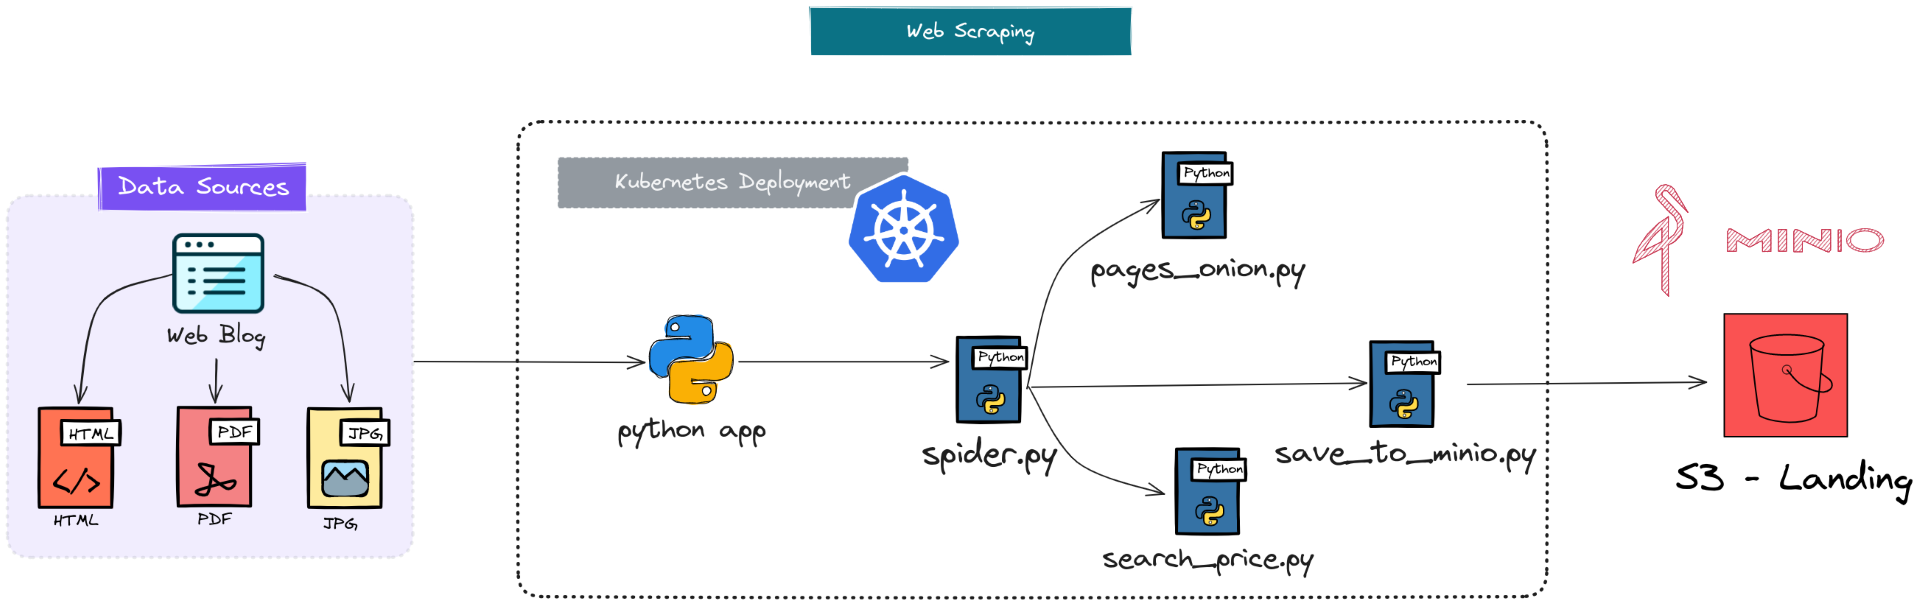 Web Scraping
Data Sources
Web Blog
HTML
HTML
PDF
PDF
JPG
JPG
Kubernetes Deployment
python app
Python
spider.py
Python
pages_onion.py
Python
save_to_minio.py
Python
search_price.py
MINIO
S3 - Landing